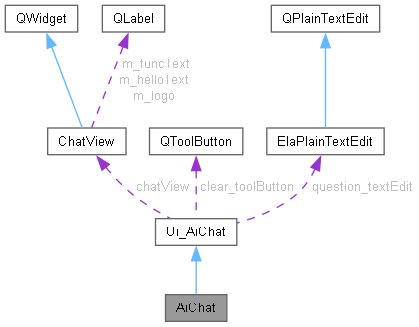 QWidget QLabel QPlainTextEdit
m_funcText
m_helloText
m_logo
ChatView QToolButton ElaPlainTextEdit
chatView clear_toolButton question_textEdit
Ui_AiChat
AiChat